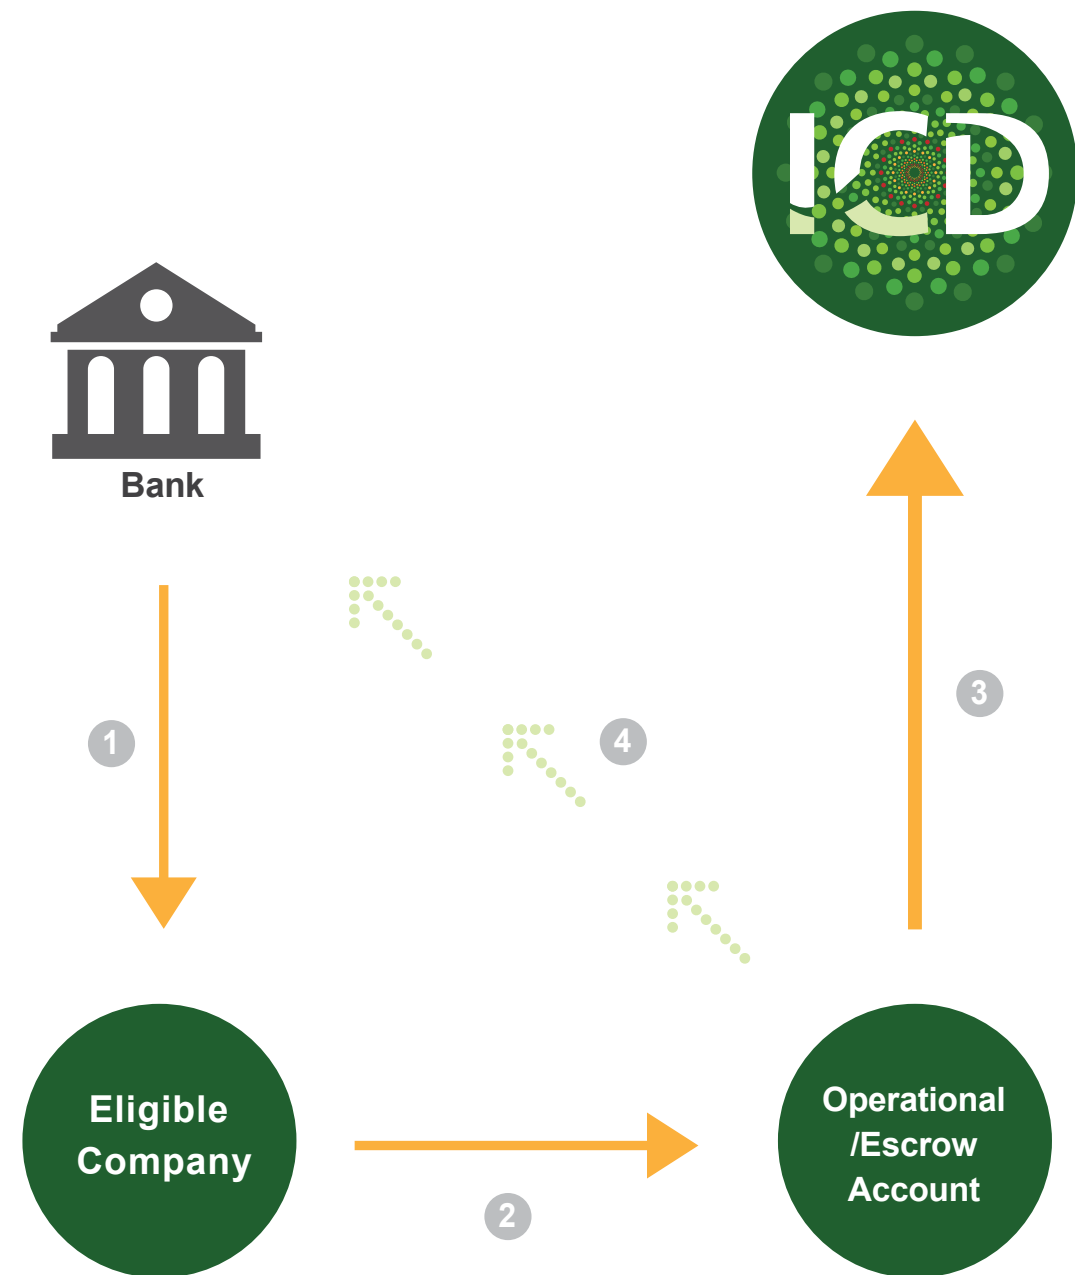 ICD
Bank
1
4
3
Eligible
Company
2
Operational
/Escrow
Account